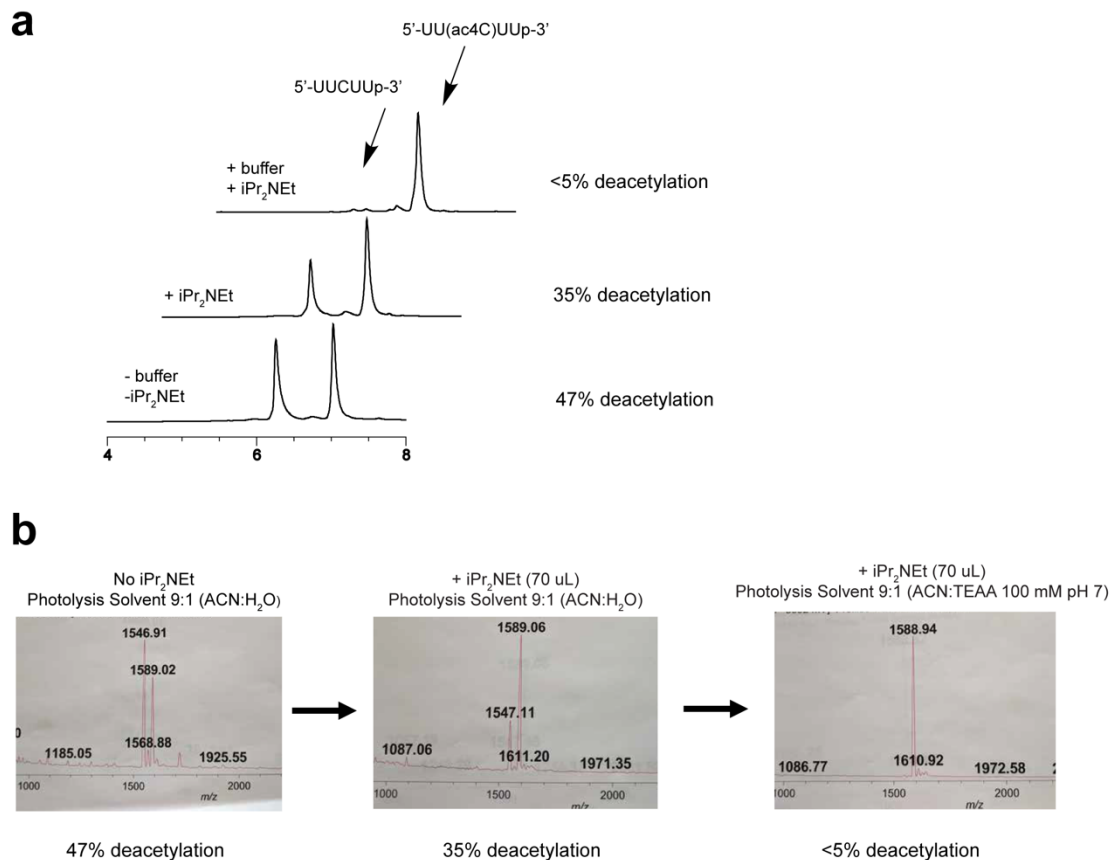 a
5'-UU(ac4C)UUp-3'
5'-UUCUUp-3'
+ buffer
+ iPr2NEt
<5% deacetylation
+ iPr2NEt
35% deacetylation
- buffer
-iPr2NEt
47% deacetylation
4 6 8
b
No iPr2NEt
Photolysis Solvent 9:1 (ACN:H2O)
+ iPr2NEt (70 uL)
Photolysis Solvent 9:1 (ACN:H2O)
+ iPr2NEt (70 uL)
Photolysis Solvent 9:1 (ACN:TEAA 100 mM pH 7)
1546.91
1589.02
1568.88
1185.05
1925.55
1000 1500 2000
m/z
1589.06
1547.11
1087.06
1611.20
1971.35
1000 1500 2000
m/z
1588.94
1086.77
1610.92
1972.58
1000 1500 2000
m/z
47% deacetylation
35% deacetylation
<5% deacetylation